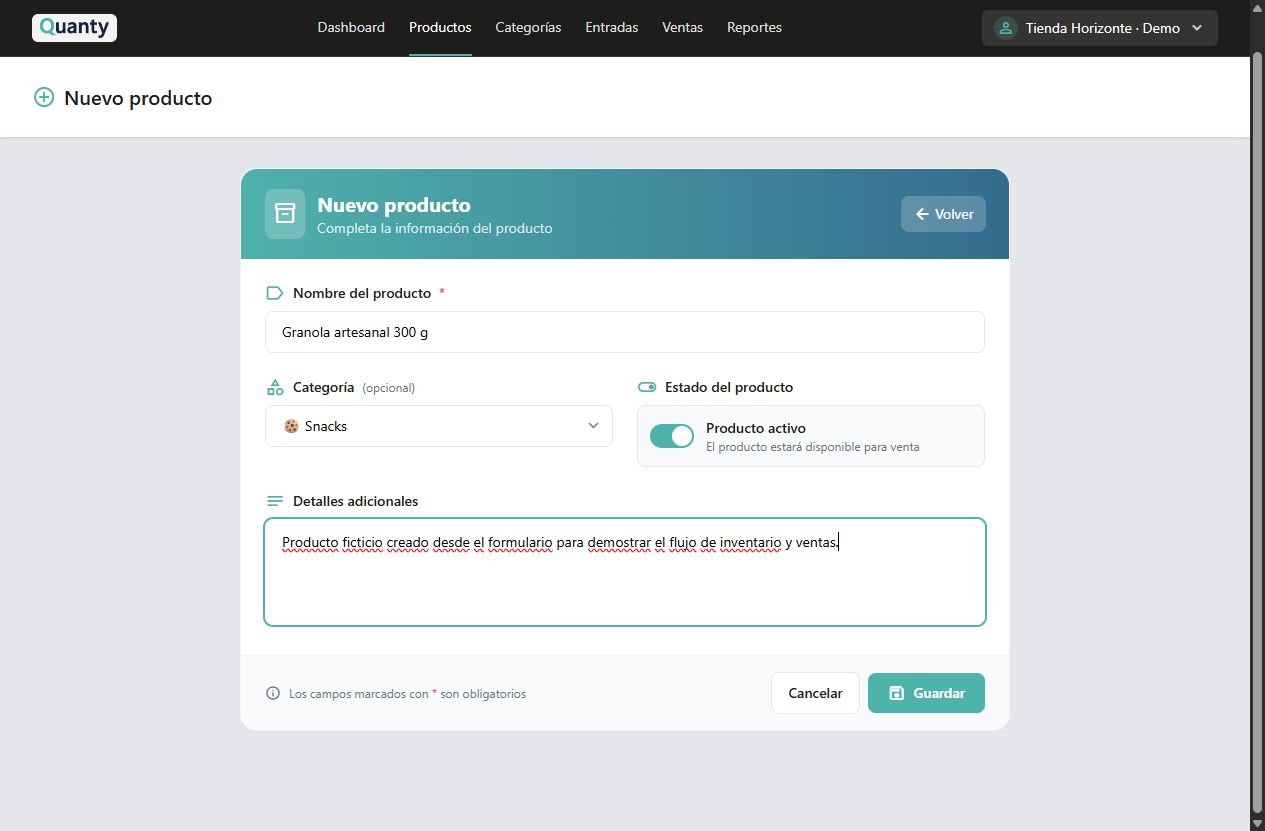 Quanty
Dashboard
Productos
Categorías
Entradas
Ventas
Reportes
Tienda Horizonte · Demo
Nuevo producto
Nuevo producto
Completa la información del producto
Volver
Nombre del producto *
Granola artesanal 300 g
Categoría (opcional)
Snacks
Estado del producto
Producto activo
El producto estará disponible para venta
Detalles adicionales
Producto ficticio creado desde el formulario para demostrar el flujo de inventario y ventas.
Los campos marcados con * son obligatorios
Cancelar
Guardar